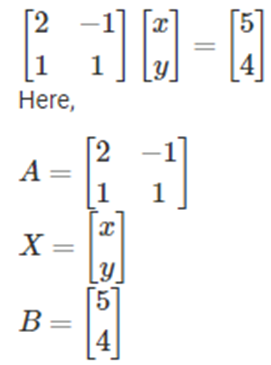 [2 −1; 1 1] [x; y] = [5; 4]
Here,
A = [2 −1; 1 1]
X = [x; y]
B = [5; 4]